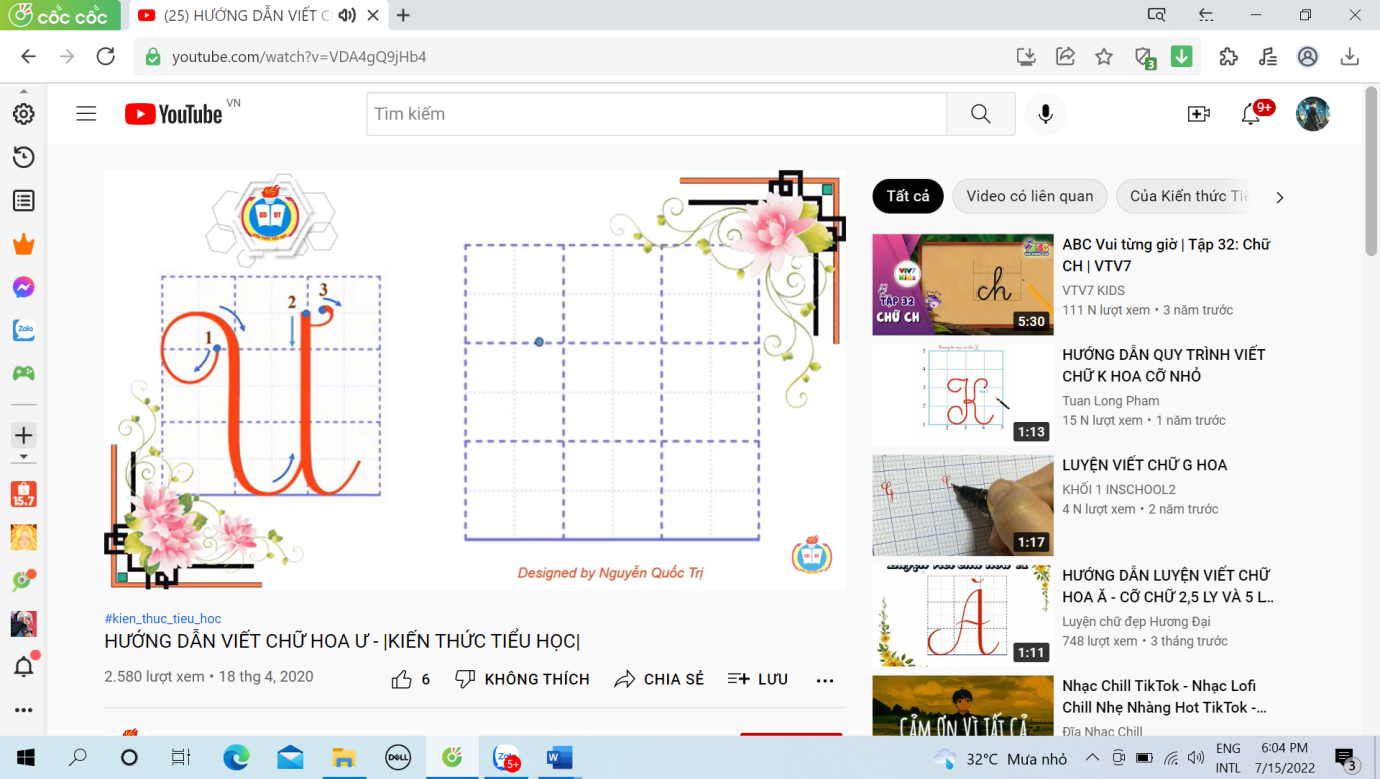 cốc cốc
(25) HƯỚNG DẪN VIẾT C
youtube.com/watch?v=VDA4gQ9jHb4
3
YouTube VN
Tìm kiếm
9+
GD ĐT
1
2
3
Designed by Nguyễn Quốc Trị
#kien_thuc_tieu_hoc
HƯỚNG DẪN VIẾT CHỮ HOA Ư - |KIẾN THỨC TIỂU HỌC|
2.580 lượt xem • 18 thg 4, 2020
6
KHÔNG THÍCH
CHIA SẺ
LƯU
Tất cả
Video có liên quan
Của Kiến thức Tiể
VTV7 Kids
TẬP 32
CHỮ CH
ch
5:30
ABC Vui từng giờ | Tập 32: Chữ
CH | VTV7
VTV7 KIDS
111 N lượt xem • 3 năm trước
K
1:13
HƯỚNG DẪN QUY TRÌNH VIẾT
CHỮ K HOA CỠ NHỎ
Tuan Long Pham
15 N lượt xem • 1 năm trước
1:17
LUYỆN VIẾT CHỮ G HOA
KHỐI 1 INSCHOOL2
4 N lượt xem • 2 năm trước
1:11
HƯỚNG DẪN LUYỆN VIẾT CHỮ
HOA Ă - CỠ CHỮ 2,5 LY VÀ 5 L...
Luyện chữ đẹp Hương Đại
748 lượt xem • 3 tháng trước
CẢM ƠN VÌ TẤT CẢ
Nhạc Chill TikTok - Nhạc Lofi
Chill Nhẹ Nhàng Hot TikTok -...
Đĩa Nhạc Chill
Zalo
15.7
DELL
5+
W
32°C Mưa nhỏ
ENG
INTL
6:04 PM
7/15/2022
3